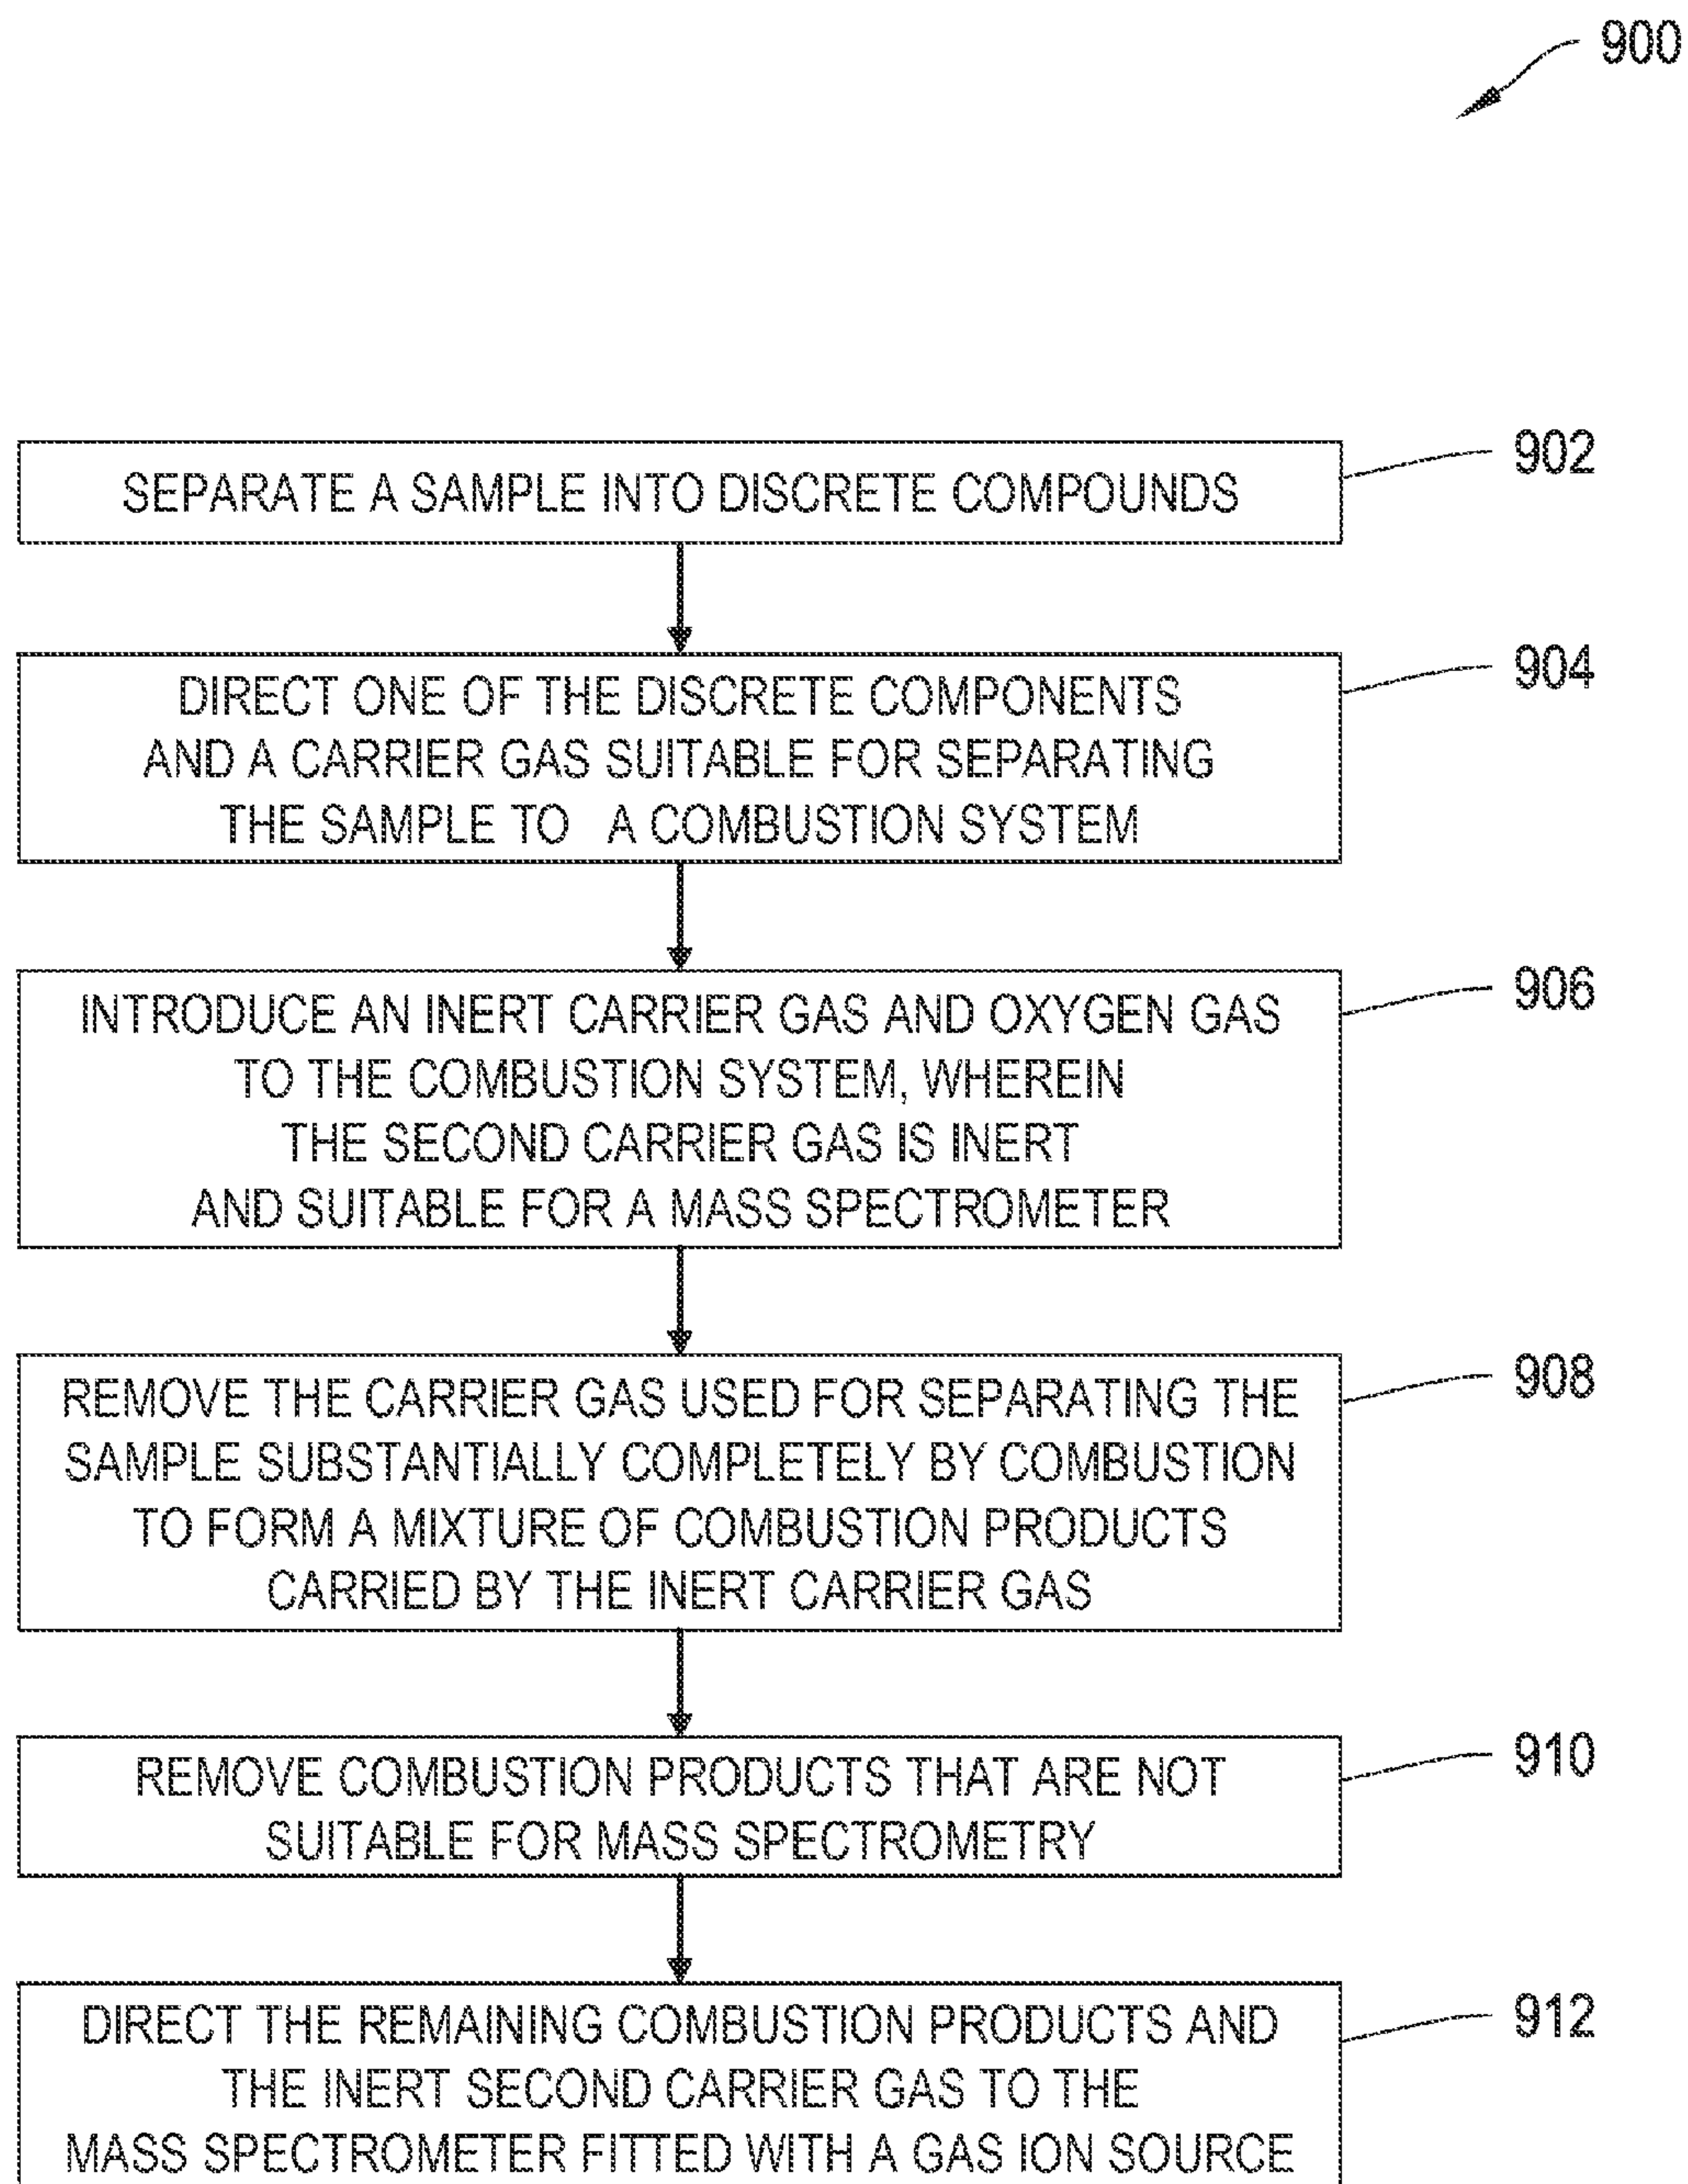 900
SEPARATE A SAMPLE INTO DISCRETE COMPOUNDS
902
DIRECT ONE OF THE DISCRETE COMPONENTS
AND A CARRIER GAS SUITABLE FOR SEPARATING
THE SAMPLE TO A COMBUSTION SYSTEM
904
INTRODUCE AN INERT CARRIER GAS AND OXYGEN GAS
TO THE COMBUSTION SYSTEM, WHEREIN
THE SECOND CARRIER GAS IS INERT
AND SUITABLE FOR A MASS SPECTROMETER
906
REMOVE THE CARRIER GAS USED FOR SEPARATING THE
SAMPLE SUBSTANTIALLY COMPLETELY BY COMBUSTION
TO FORM A MIXTURE OF COMBUSTION PRODUCTS
CARRIED BY THE INERT CARRIER GAS
908
REMOVE COMBUSTION PRODUCTS THAT ARE NOT
SUITABLE FOR MASS SPECTROMETRY
910
DIRECT THE REMAINING COMBUSTION PRODUCTS AND
THE INERT SECOND CARRIER GAS TO THE
MASS SPECTROMETER FITTED WITH A GAS ION SOURCE
912